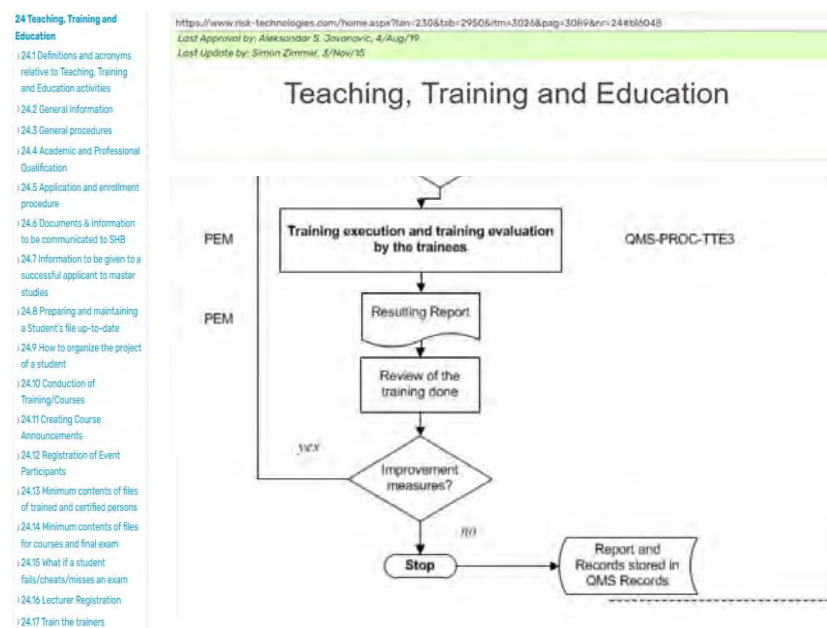 24 Teaching, Training and
Education
24.1 Definitions and acronyms
relative to Teaching, Training
and Education activities
24.2 General Information
24.3 General procedures
24.4 Academic and Professional
Qualification
24.5 Application and enrollment
procedure
24.6 Documents & Information
to be communicated to SHB
24.7 Information to be given to a
successful applicant to master
studies
24.8 Preparing and maintaining
a Student's file up-to-date
24.9 How to organize the project
of a student
24.10 Conduction of
Training/Courses
24.11 Creating Course
Announcements
24.12 Registration of Event
Participants
24.13 Minimum contents of files
of trained and certified persons
24.14 Minimum contents of files
for courses and final exam
24.15 What if a student
fails/cheats/misses an exam
24.16 Lecturer Registration
24.17 Train the trainers
https://www.risk-technologies.com/home.aspx?lan=230&tab=2950&itm=3026&pag=3089&nr=24#bl6048
Last Approval by: Aleksandar S. Jovanovic, 4/Aug/19
Last Update by: Simon Zimmer, 3/Nov/15
Teaching, Training and Education
PEM
Training execution and training evaluation
by the trainees
QMS-PROC-TTE3
PEM
Resulting Report
Review of the
training done
yes
Improvement
measures?
no
Stop
Report and
Records stored in
QMS Records